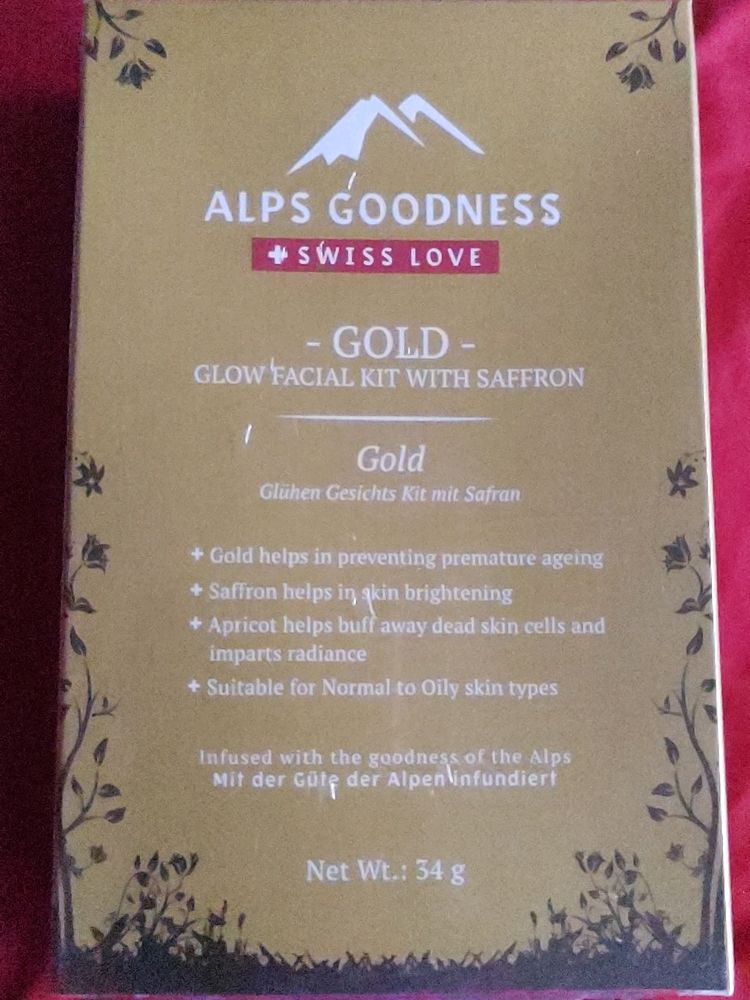 ALPS GOODNESS
SWISS LOVE
- GOLD -
GLOW FACIAL KIT WITH SAFFRON
Gold
Glühen Gesichts Kit mit Safran
+ Gold helps in preventing premature ageing
+ Saffron helps in skin brightening
+ Apricot helps buff away dead skin cells and
imparts radiance
+ Suitable for Normal to Oily skin types
Infused with the goodness of the Alps
Mit der Güte der Alpen infundiert
Net Wt.: 34 g